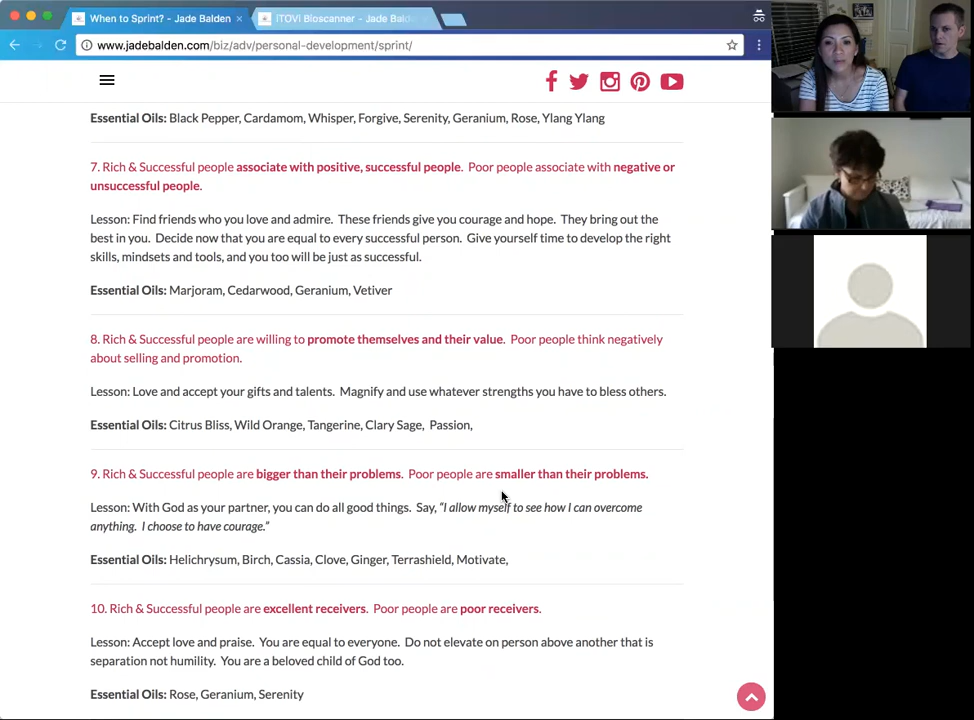 When to Sprint? - Jade Balden
iTOVi Bioscanner - Jade Bald
www.jadebalden.com/biz/adv/personal-development/sprint/
Essential Oils: Black Pepper, Cardamom, Whisper, Forgive, Serenity, Geranium, Rose, Ylang Ylang
7. Rich & Successful people associate with positive, successful people. Poor people associate with negative or
unsuccessful people.
Lesson: Find friends who you love and admire. These friends give you courage and hope. They bring out the
best in you. Decide now that you are equal to every successful person. Give yourself time to develop the right
skills, mindsets and tools, and you too will be just as successful.
Essential Oils: Marjoram, Cedarwood, Geranium, Vetiver
8. Rich & Successful people are willing to promote themselves and their value. Poor people think negatively
about selling and promotion.
Lesson: Love and accept your gifts and talents. Magnify and use whatever strengths you have to bless others.
Essential Oils: Citrus Bliss, Wild Orange, Tangerine, Clary Sage, Passion,
9. Rich & Successful people are bigger than their problems. Poor people are smaller than their problems.
Lesson: With God as your partner, you can do all good things. Say, “I allow myself to see how I can overcome
anything. I choose to have courage.”
Essential Oils: Helichrysum, Birch, Cassia, Clove, Ginger, Terrashield, Motivate,
10. Rich & Successful people are excellent receivers. Poor people are poor receivers.
Lesson: Accept love and praise. You are equal to everyone. Do not elevate on person above another that is
separation not humility. You are a beloved child of God too.
Essential Oils: Rose, Geranium, Serenity